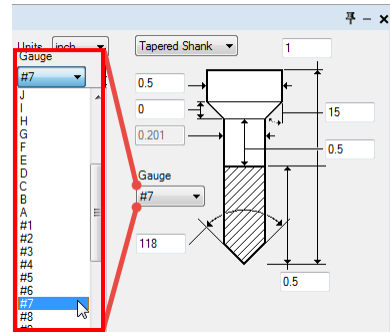 Units inch Tapered Shank 1
Gauge
#7
J
I
H
G
F
E
D
C
B
A
#1
#2
#3
#4
#5
#6
#7
#8
#9
0.5
0
0.201
15
0.5
Gauge
#7
118
0.5